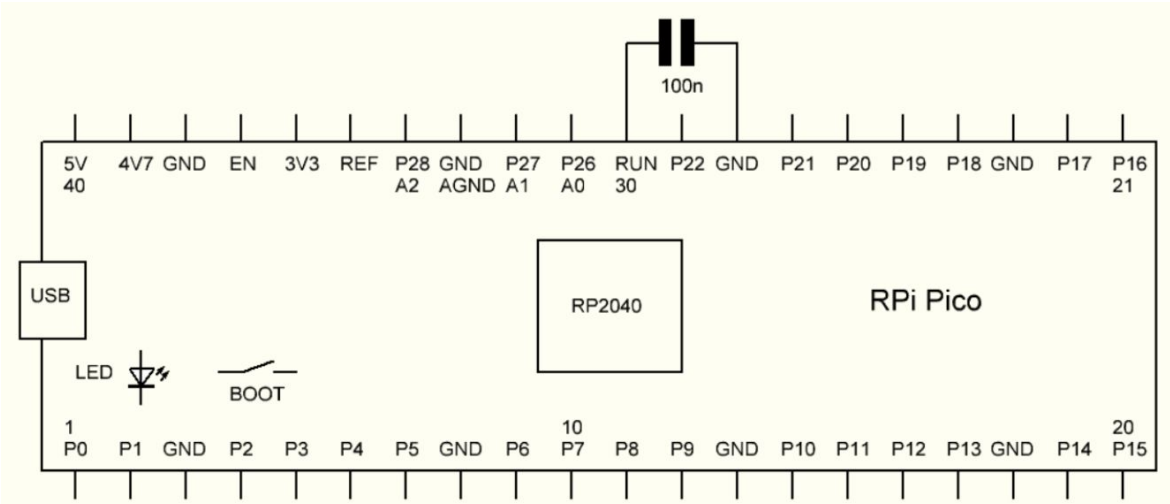 100n
5V 4V7 GND EN 3V3 REF P28 GND P27 P26 RUN P22 GND P21 P20 P19 P18 GND P17 P16
40 A2 AGND A1 A0 30 21
USB
RP2040
RPi Pico
LED
BOOT
1 10 20
P0 P1 GND P2 P3 P4 P5 GND P6 P7 P8 P9 GND P10 P11 P12 P13 GND P14 P15